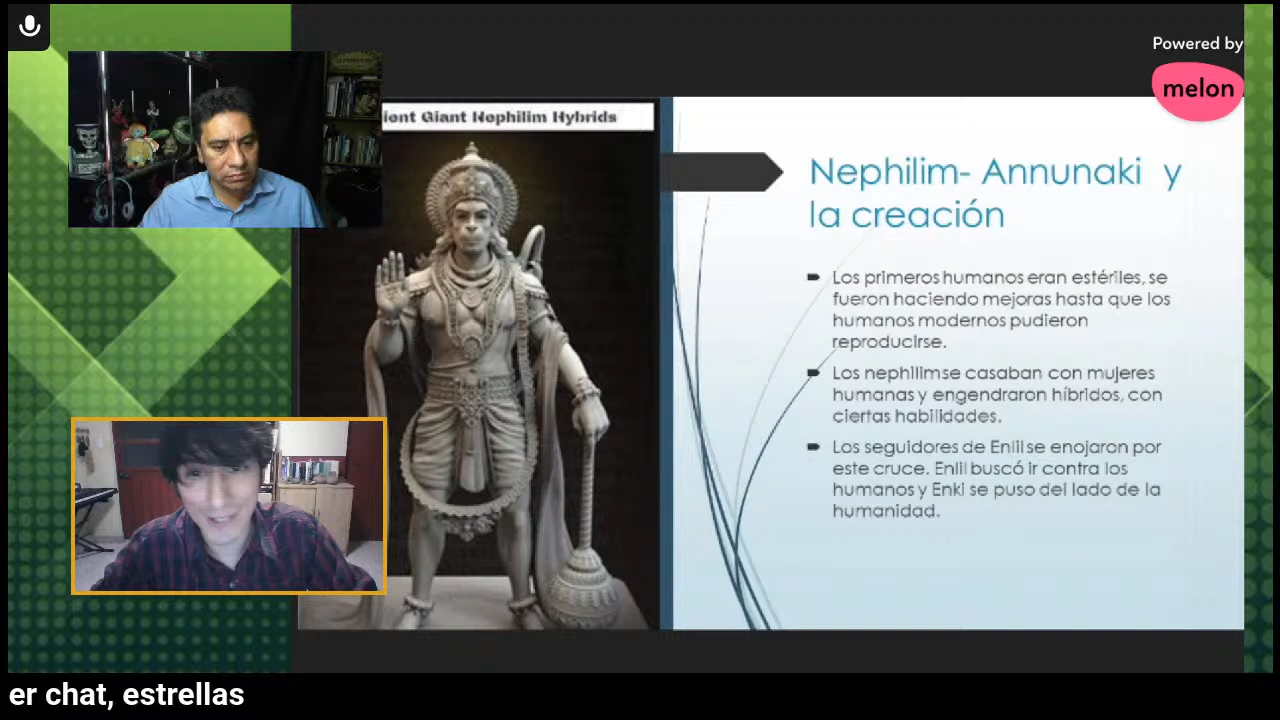 Powered by
melon
ient Giant Nephilim Hybrids
Nephilim- Annunaki y
la creación
Los primeros humanos eran estériles, se
fueron haciendo mejoras hasta que los
humanos modernos pudieron
reproducirse.
Los nephilim se casaban con mujeres
humanas y engendraron híbridos, con
ciertas habilidades.
Los seguidores de Enlil se enojaron por
este cruce. Enlil buscó ir contra los
humanos y Enki se puso del lado de la
humanidad.
er chat, estrellas